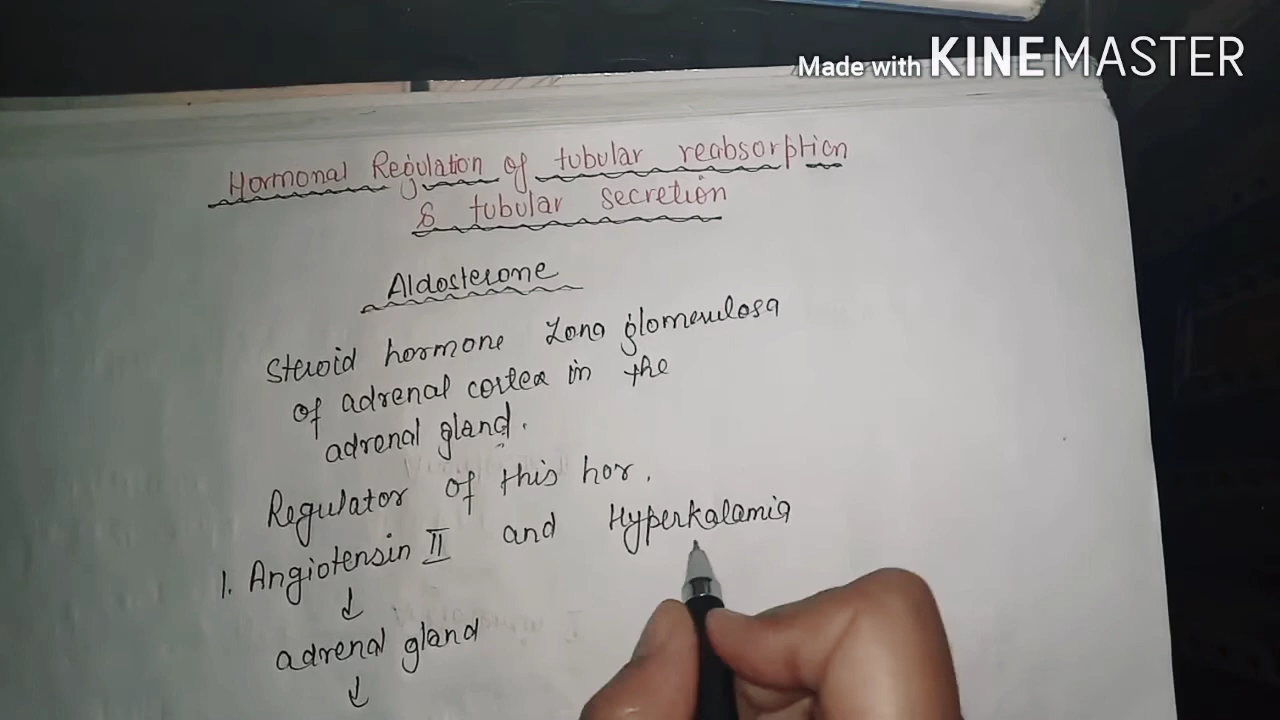 Made with KINEMASTER
Hormonal Regulation of tubular reabsorption
& tubular secretion
Aldosterone
Steroid hormone Zona glomerulosa
of adrenal cortex in the
adrenal gland.
Regulator of this hor.
1. Angiotensin II and Hyperkalamia
↓
adrenal gland
↓